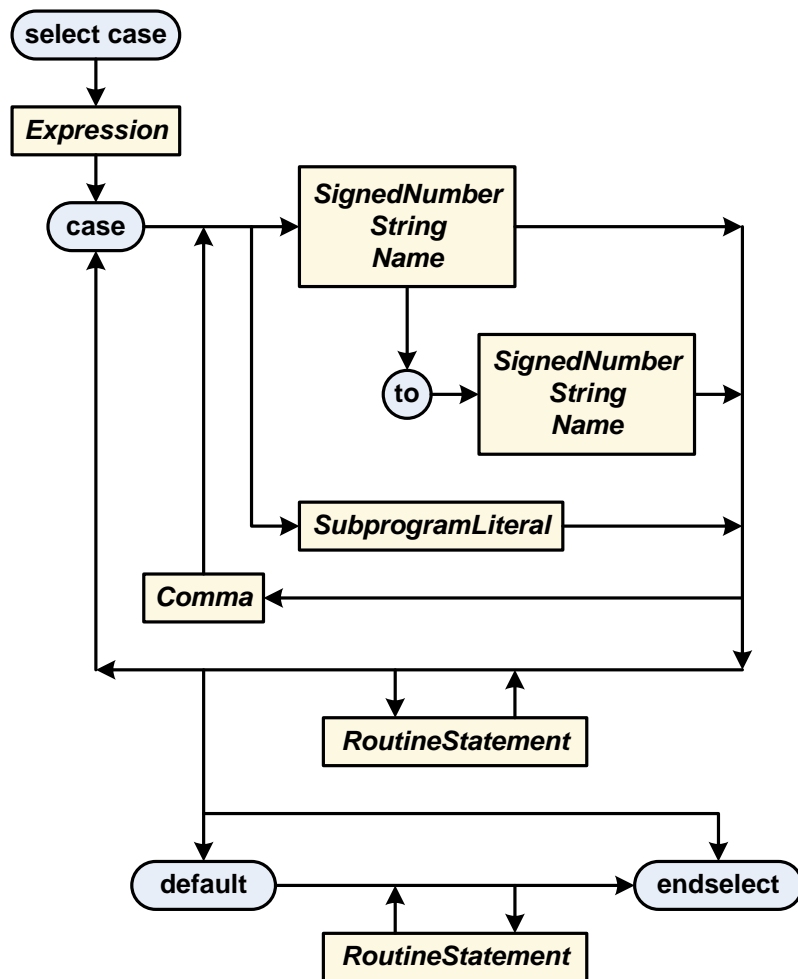 select case
Expression
case
SignedNumber
String
Name
to
SignedNumber
String
Name
SubprogramLiteral
Comma
RoutineStatement
default
endselect
RoutineStatement